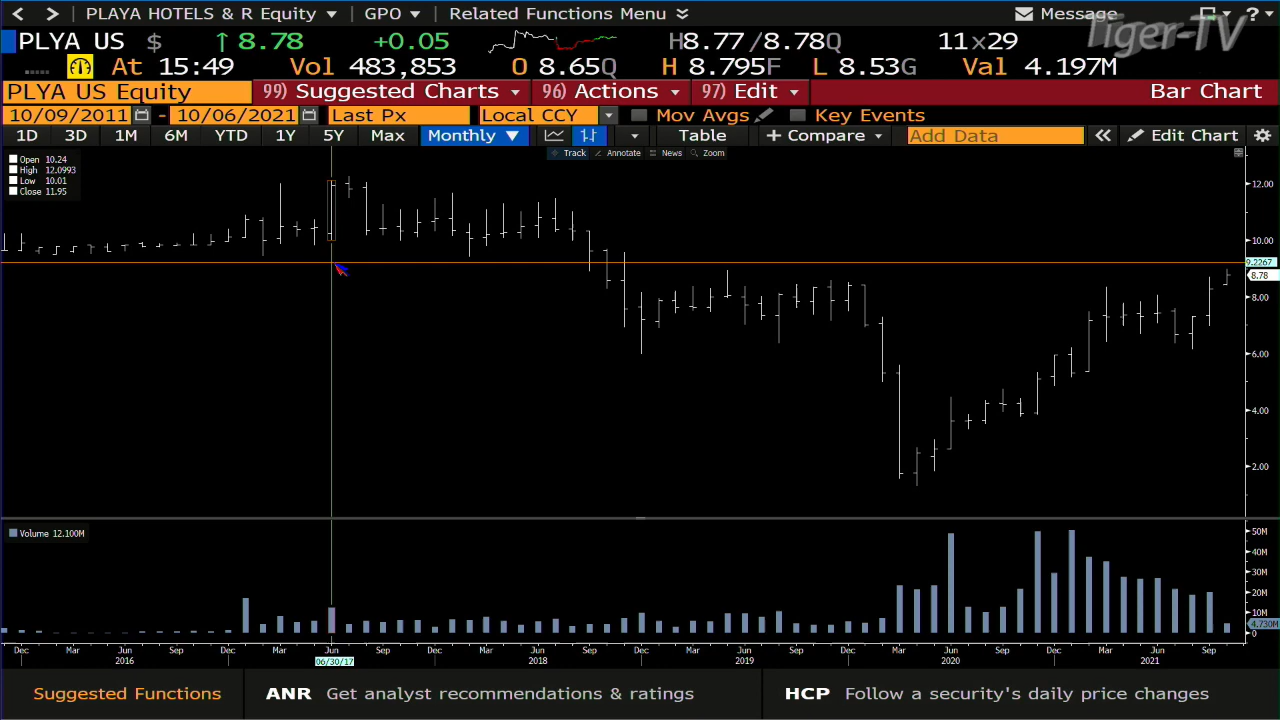 PLAYA HOTELS & R Equity GPO Related Functions Menu Message ?
Tiger-TV
PLYA US $ ↑ 8.78 +0.05 H8.77 /8.78Q 11×29
At 15:49 Vol 483,853 O 8.65Q H 8.795F L 8.53G Val 4.197M
PLYA US Equity 99) Suggested Charts 96) Actions 97) Edit Bar Chart
10/09/2011 - 10/06/2021 Last Px Local CCY Mov Avgs Key Events
1D 3D 1M 6M YTD 1Y 5Y Max Monthly ▼ Table + Compare Add Data « Edit Chart
Track Annotate News Zoom
Open 10.24
High 12.0993
Low 10.01
Close 11.95
12.00
10.00
9.2267
8.78
8.00
6.00
4.00
2.00
Volume 12.100M
50M
40M
30M
20M
10M
4.730M
0
Dec Mar Jun Sep Dec Mar Jun Sep Dec Mar Jun Sep Dec Mar Jun Sep Dec Mar Jun Sep Dec Mar Jun Sep
2016 06/30/17 2018 2019 2020 2021
Suggested Functions ANR Get analyst recommendations & ratings HCP Follow a security's daily price changes